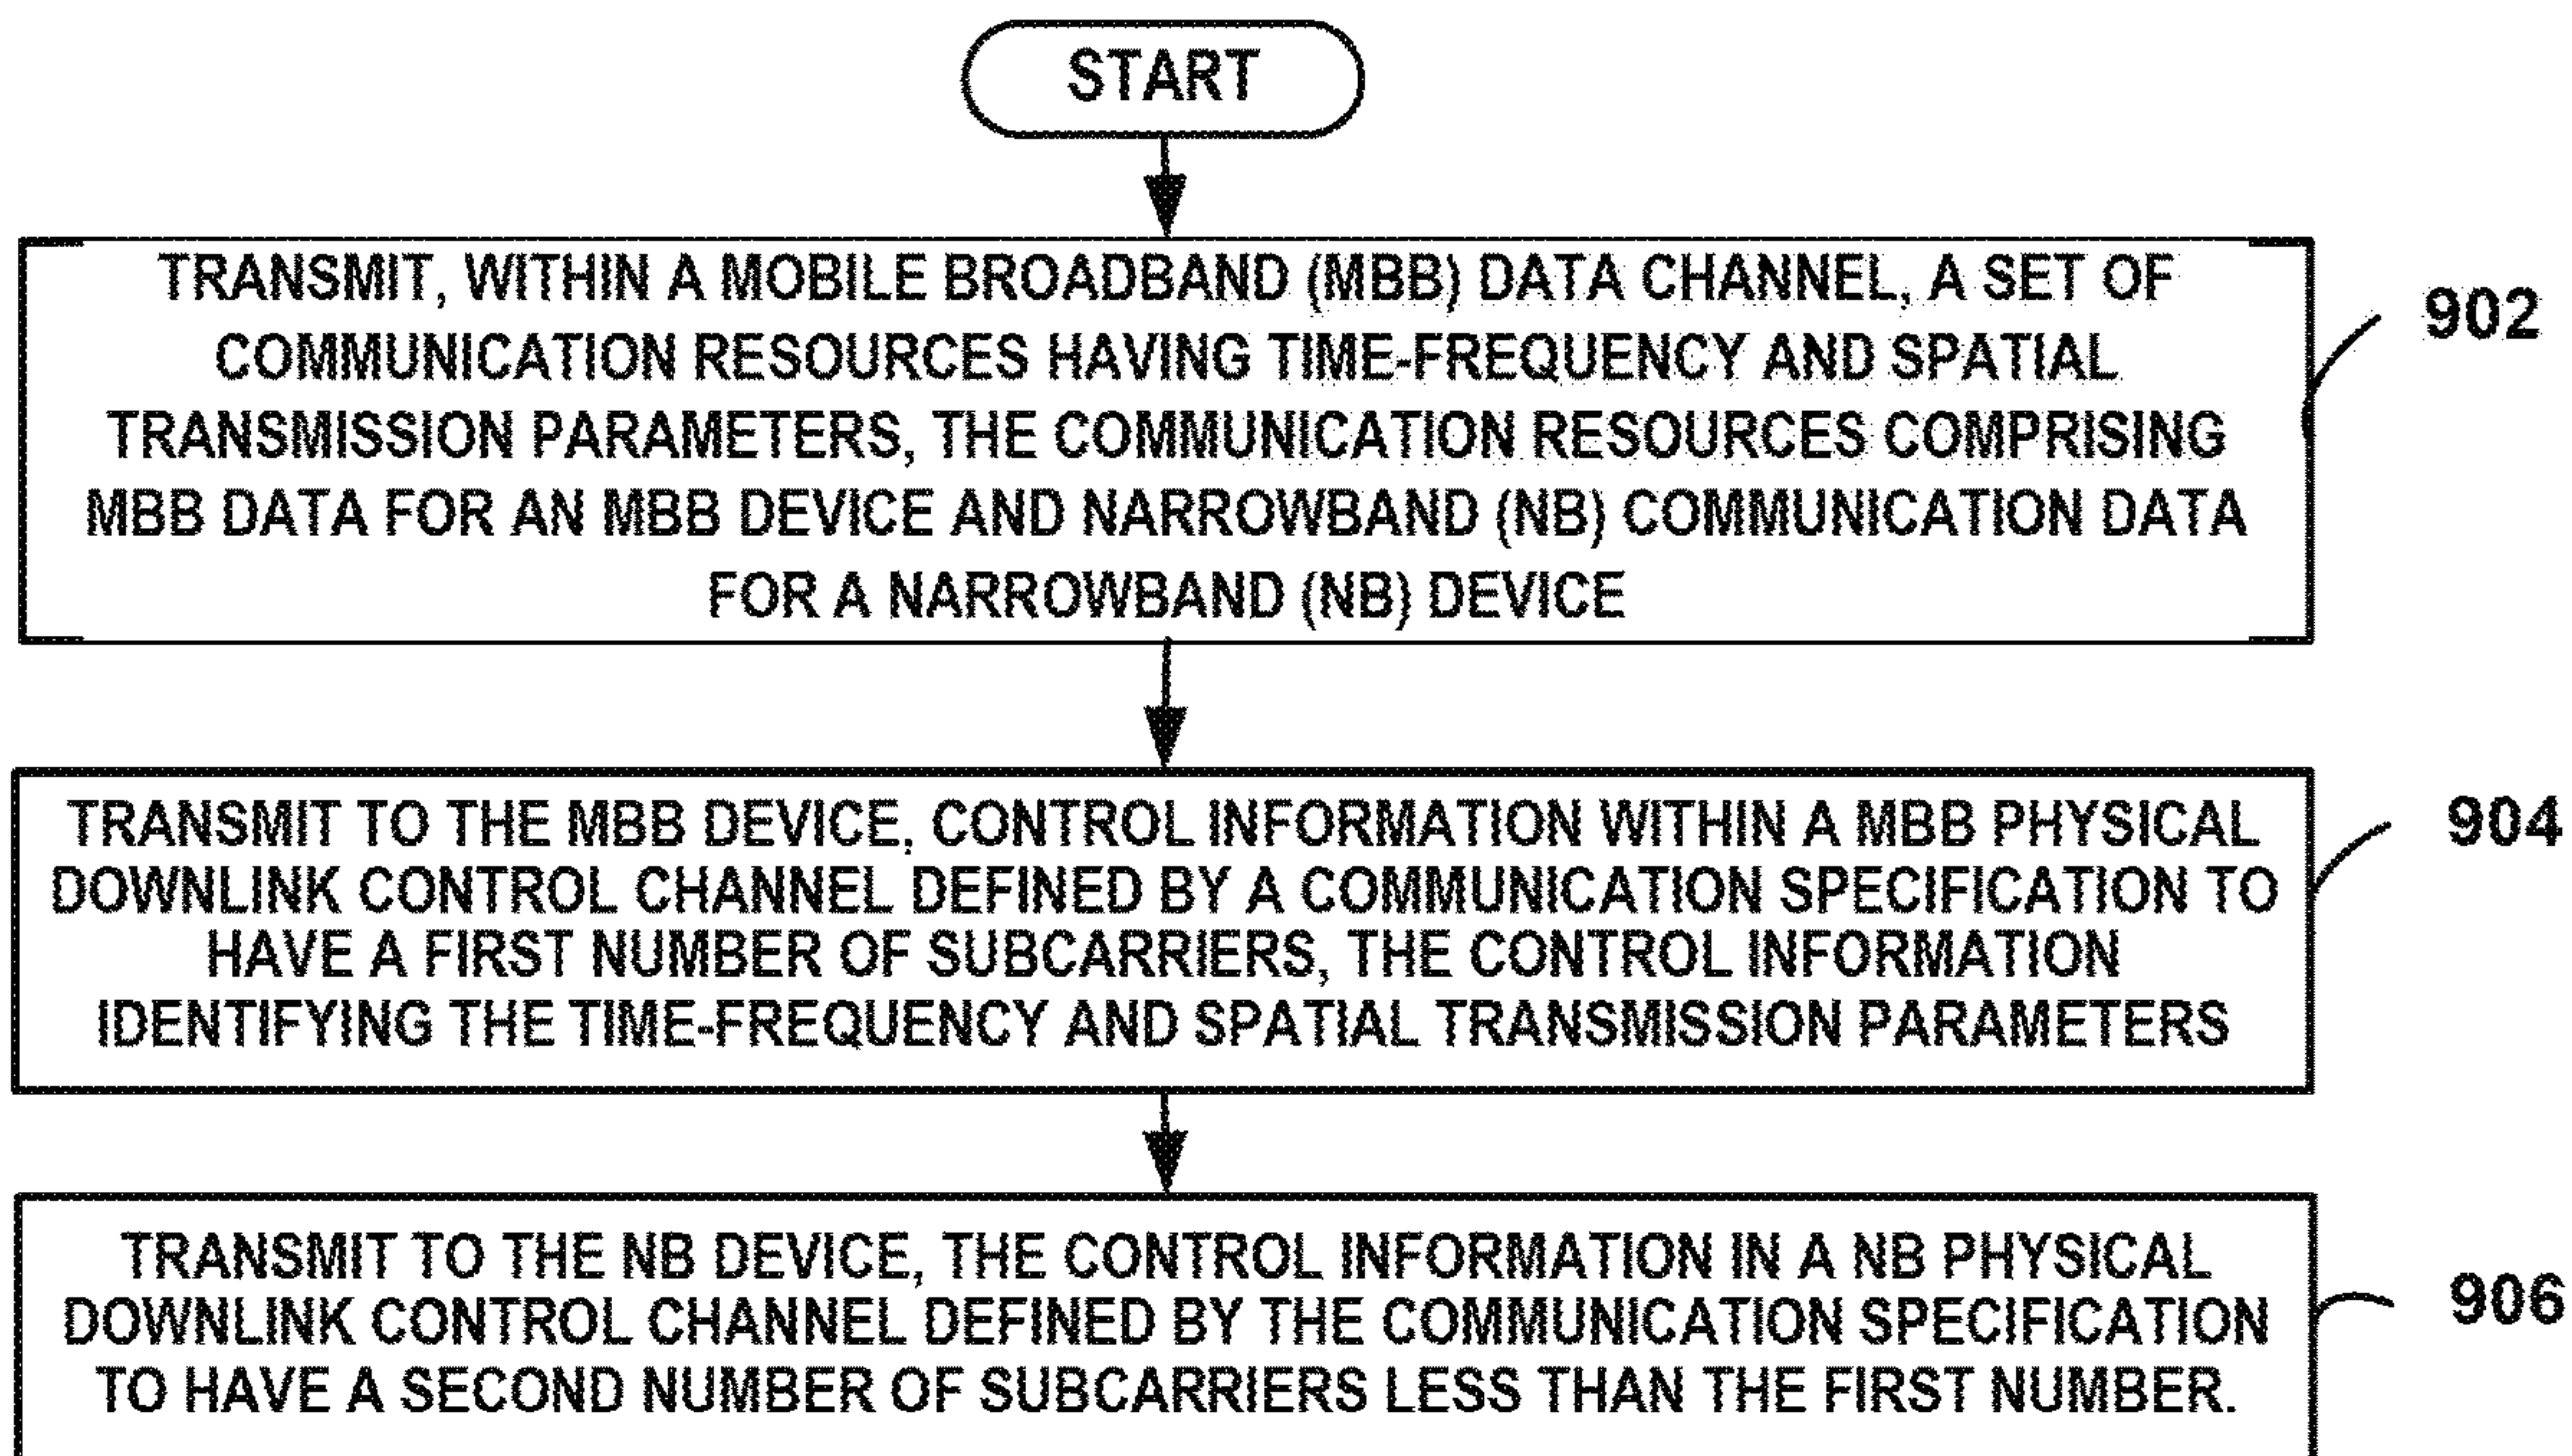 START
TRANSMIT, WITHIN A MOBILE BROADBAND (MBB) DATA CHANNEL, A SET OF
COMMUNICATION RESOURCES HAVING TIME-FREQUENCY AND SPATIAL
TRANSMISSION PARAMETERS, THE COMMUNICATION RESOURCES COMPRISING
MBB DATA FOR AN MBB DEVICE AND NARROWBAND (NB) COMMUNICATION DATA
FOR A NARROWBAND (NB) DEVICE
902
TRANSMIT TO THE MBB DEVICE, CONTROL INFORMATION WITHIN A MBB PHYSICAL
DOWNLINK CONTROL CHANNEL DEFINED BY A COMMUNICATION SPECIFICATION TO
HAVE A FIRST NUMBER OF SUBCARRIERS, THE CONTROL INFORMATION
IDENTIFYING THE TIME-FREQUENCY AND SPATIAL TRANSMISSION PARAMETERS
904
TRANSMIT TO THE NB DEVICE, THE CONTROL INFORMATION IN A NB PHYSICAL
DOWNLINK CONTROL CHANNEL DEFINED BY THE COMMUNICATION SPECIFICATION
TO HAVE A SECOND NUMBER OF SUBCARRIERS LESS THAN THE FIRST NUMBER.
906